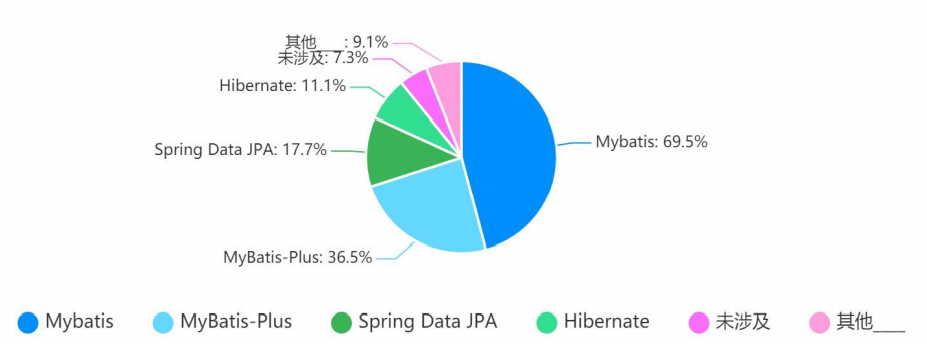 其他____: 9.1%
未涉及: 7.3%
Hibernate: 11.1%
Spring Data JPA: 17.7%
Mybatis: 69.5%
MyBatis-Plus: 36.5%
Mybatis MyBatis-Plus Spring Data JPA Hibernate 未涉及 其他____